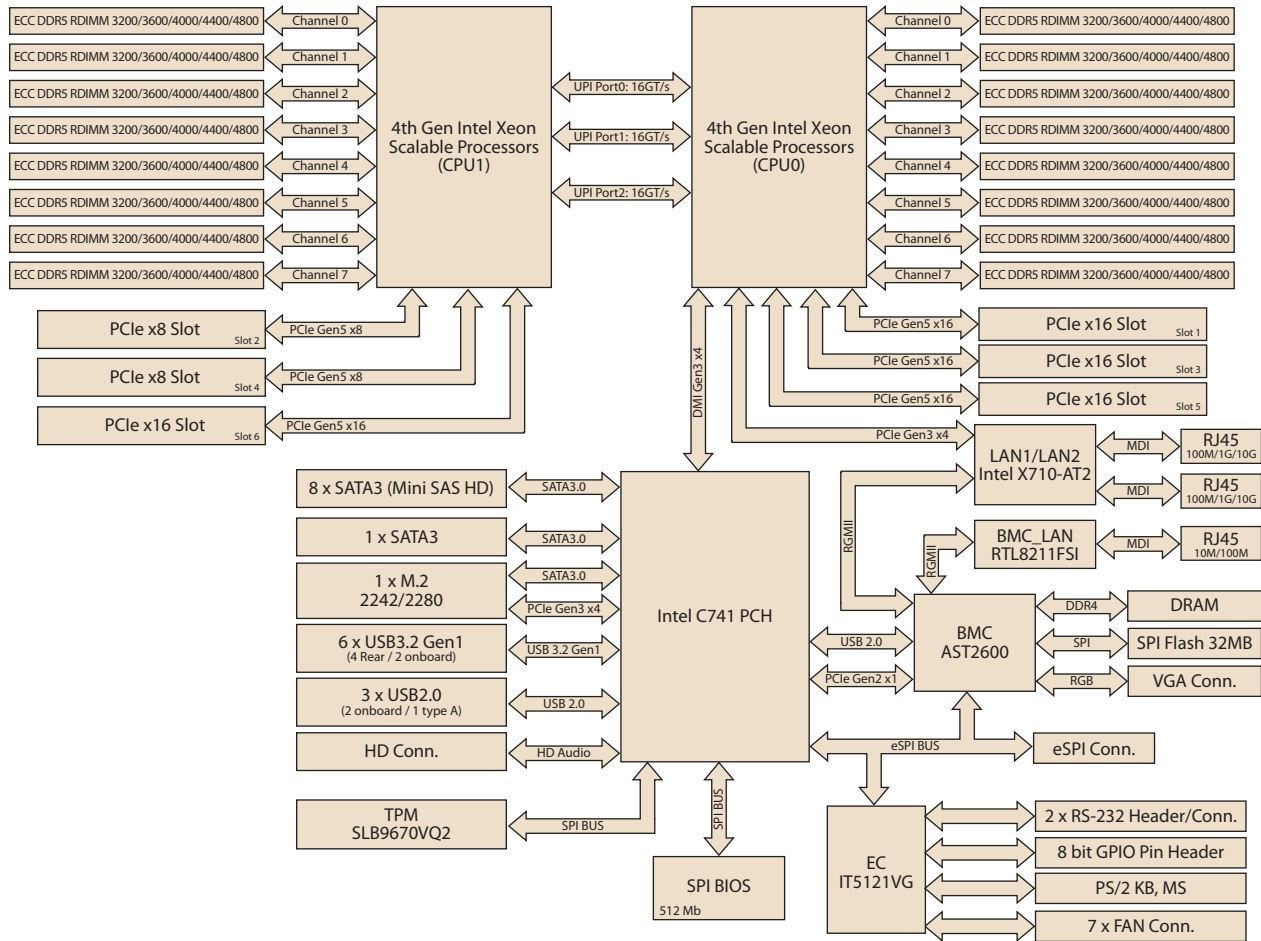 ECC DDR5 RDIMM 3200/3600/4000/4400/4800
Channel 0
ECC DDR5 RDIMM 3200/3600/4000/4400/4800
Channel 1
ECC DDR5 RDIMM 3200/3600/4000/4400/4800
Channel 2
ECC DDR5 RDIMM 3200/3600/4000/4400/4800
Channel 3
ECC DDR5 RDIMM 3200/3600/4000/4400/4800
Channel 4
ECC DDR5 RDIMM 3200/3600/4000/4400/4800
Channel 5
ECC DDR5 RDIMM 3200/3600/4000/4400/4800
Channel 6
ECC DDR5 RDIMM 3200/3600/4000/4400/4800
Channel 7
4th Gen Intel Xeon
Scalable Processors
(CPU1)
UPI Port0: 16GT/s
UPI Port1: 16GT/s
UPI Port2: 16GT/s
4th Gen Intel Xeon
Scalable Processors
(CPU0)
Channel 0
ECC DDR5 RDIMM 3200/3600/4000/4400/4800
Channel 1
ECC DDR5 RDIMM 3200/3600/4000/4400/4800
Channel 2
ECC DDR5 RDIMM 3200/3600/4000/4400/4800
Channel 3
ECC DDR5 RDIMM 3200/3600/4000/4400/4800
Channel 4
ECC DDR5 RDIMM 3200/3600/4000/4400/4800
Channel 5
ECC DDR5 RDIMM 3200/3600/4000/4400/4800
Channel 6
ECC DDR5 RDIMM 3200/3600/4000/4400/4800
Channel 7
ECC DDR5 RDIMM 3200/3600/4000/4400/4800
PCIe x8 Slot
Slot 2
PCIe Gen5 x8
PCIe x8 Slot
Slot 4
PCIe Gen5 x8
PCIe x16 Slot
Slot 6
PCIe Gen5 x16
DMI Gen3 x4
PCIe Gen5 x16
PCIe x16 Slot
Slot 1
PCIe Gen5 x16
PCIe x16 Slot
Slot 3
PCIe Gen5 x16
PCIe x16 Slot
Slot 5
PCIe Gen3 x4
LAN1/LAN2
Intel X710-AT2
MDI
RJ45
100M/1G/10G
MDI
RJ45
100M/1G/10G
RGMII
RGMII
BMC_LAN
RTL8211FSI
MDI
RJ45
10M/100M
8 x SATA3 (Mini SAS HD)
SATA3.0
1 x SATA3
SATA3.0
1 x M.2
2242/2280
SATA3.0
PCIe Gen3 x4
6 x USB3.2 Gen1
(4 Rear / 2 onboard)
USB 3.2 Gen1
3 x USB2.0
(2 onboard / 1 type A)
USB 2.0
HD Conn.
HD Audio
TPM
SLB9670VQ2
SPI BUS
Intel C741 PCH
SPI BUS
SPI BIOS
512 Mb
USB 2.0
PCIe Gen2 x1
BMC
AST2600
DDR4
DRAM
SPI
SPI Flash 32MB
RGB
VGA Conn.
eSPI BUS
eSPI Conn.
EC
IT5121VG
2 x RS-232 Header/Conn.
8 bit GPIO Pin Header
PS/2 KB, MS
7 x FAN Conn.